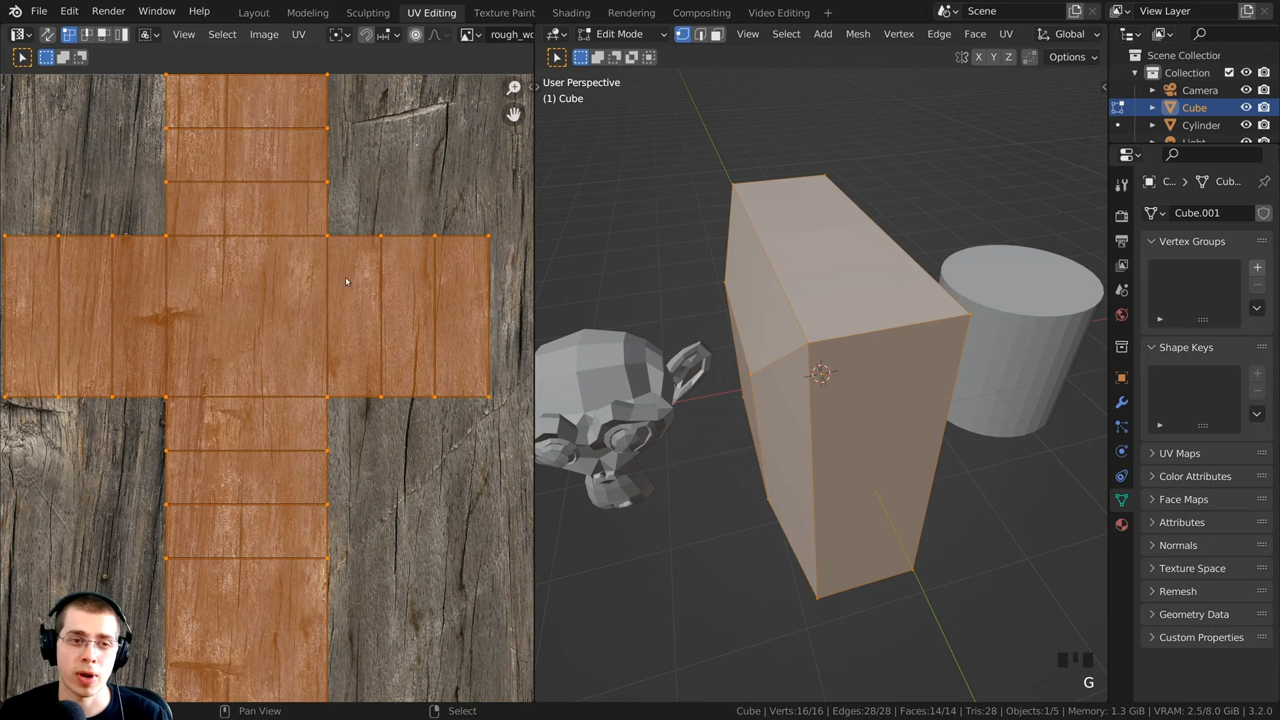 File Edit Render Window Help Layout Modeling Sculpting UV Editing Texture Paint Shading Rendering Compositing Video Editing Scene View Layer
View Select Image UV rough_wo
Edit Mode View Select Add Mesh Vertex Edge Face UV Global
X Y Z Options
User Perspective
(1) Cube
Scene Collection
Collection
Camera
Cube
Cylinder
C... Cub...
Cube.001
Vertex Groups
Shape Keys
UV Maps
Color Attributes
Face Maps
Attributes
Normals
Texture Space
Remesh
Geometry Data
Custom Properties
G
Pan View Select Cube | Verts:16/16 | Edges:28/28 | Faces:14/14 | Tris:28 | Objects:1/5 | Memory: 1.3 GiB | VRAM: 2.5/8.0 GiB | 3.2.0